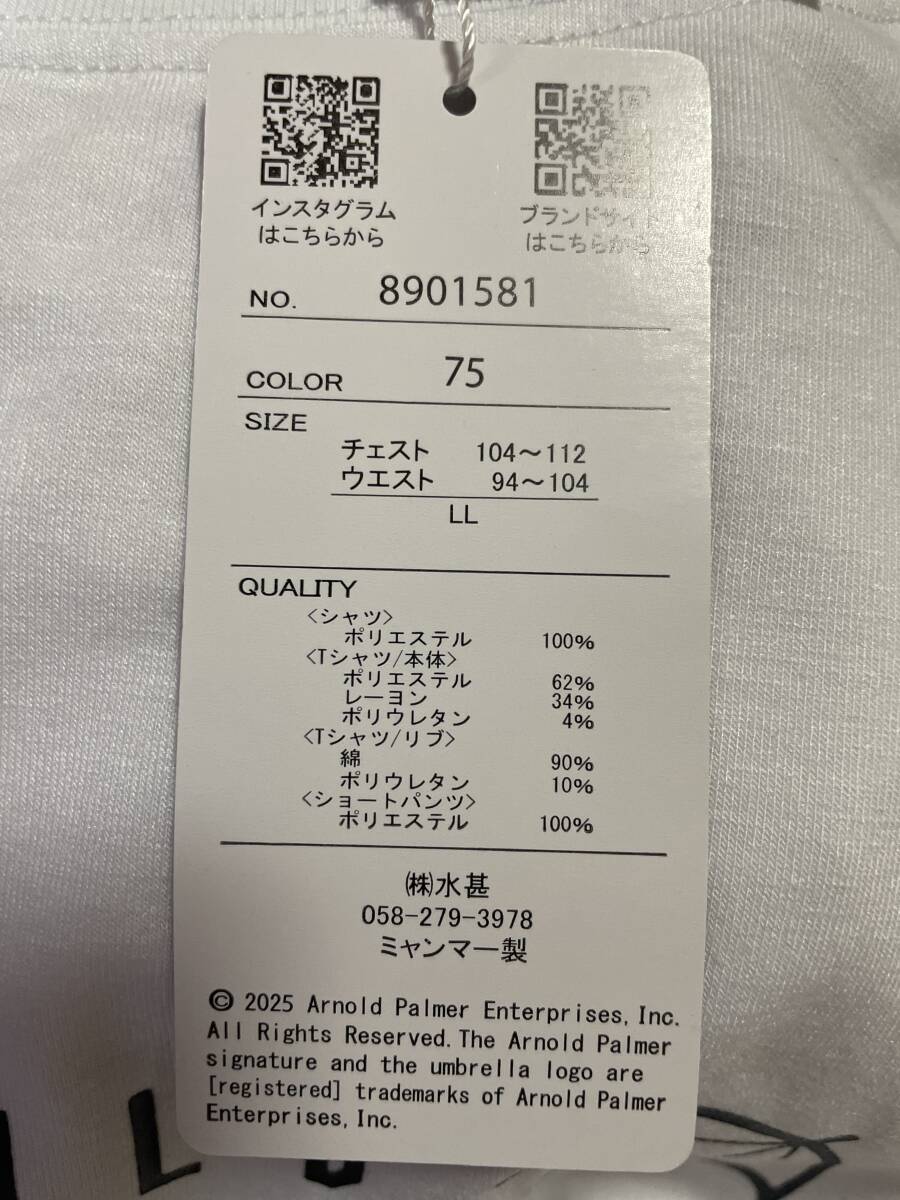 インスタグラム
はこちらから
ブランドサイト
はこちらから
NO. 8901581
COLOR 75
SIZE
チェスト 104～112
ウエスト 94～104
LL
QUALITY
<シャツ>
ポリエステル 100%
<Tシャツ/本体>
ポリエステル 62%
レーヨン 34%
ポリウレタン 4%
<Tシャツ/リブ>
綿 90%
ポリウレタン 10%
<ショートパンツ>
ポリエステル 100%
㈱水甚
058-279-3978
ミャンマー製
© 2025 Arnold Palmer Enterprises, Inc.
All Rights Reserved. The Arnold Palmer
signature and the umbrella logo are
[registered] trademarks of Arnold Palmer
Enterprises, Inc.